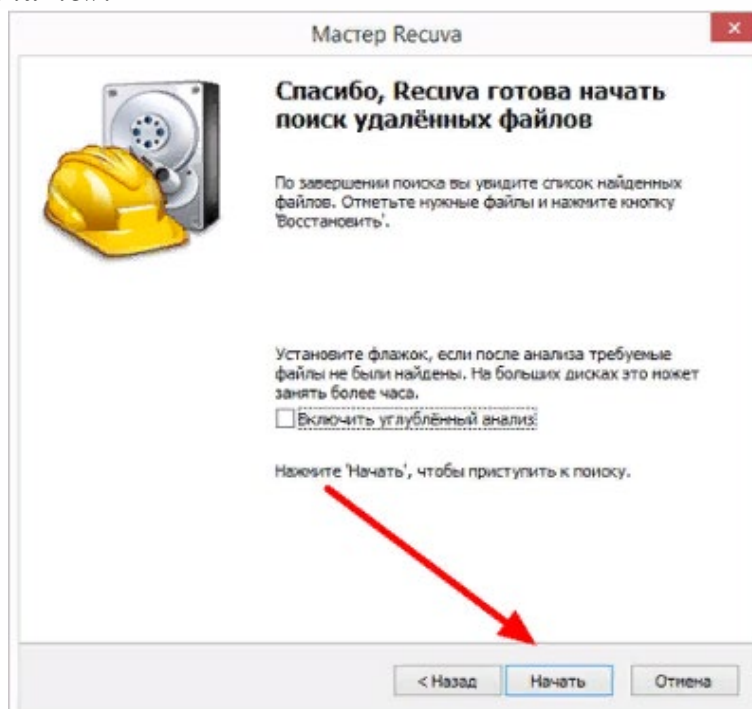 Мастер Recuva
Спасибо, Recuva готова начать
поиск удалённых файлов
По завершении поиска вы увидите список найденных
файлов. Отметьте нужные файлы и нажмите кнопку
'Восстановить'.
Установите флажок, если после анализа требуемые
файлы не были найдены. На больших дисках это может
занять более часа.
Включить углублённый анализ
Нажмите 'Начать', чтобы приступить к поиску.
< Назад
Начать
Отмена